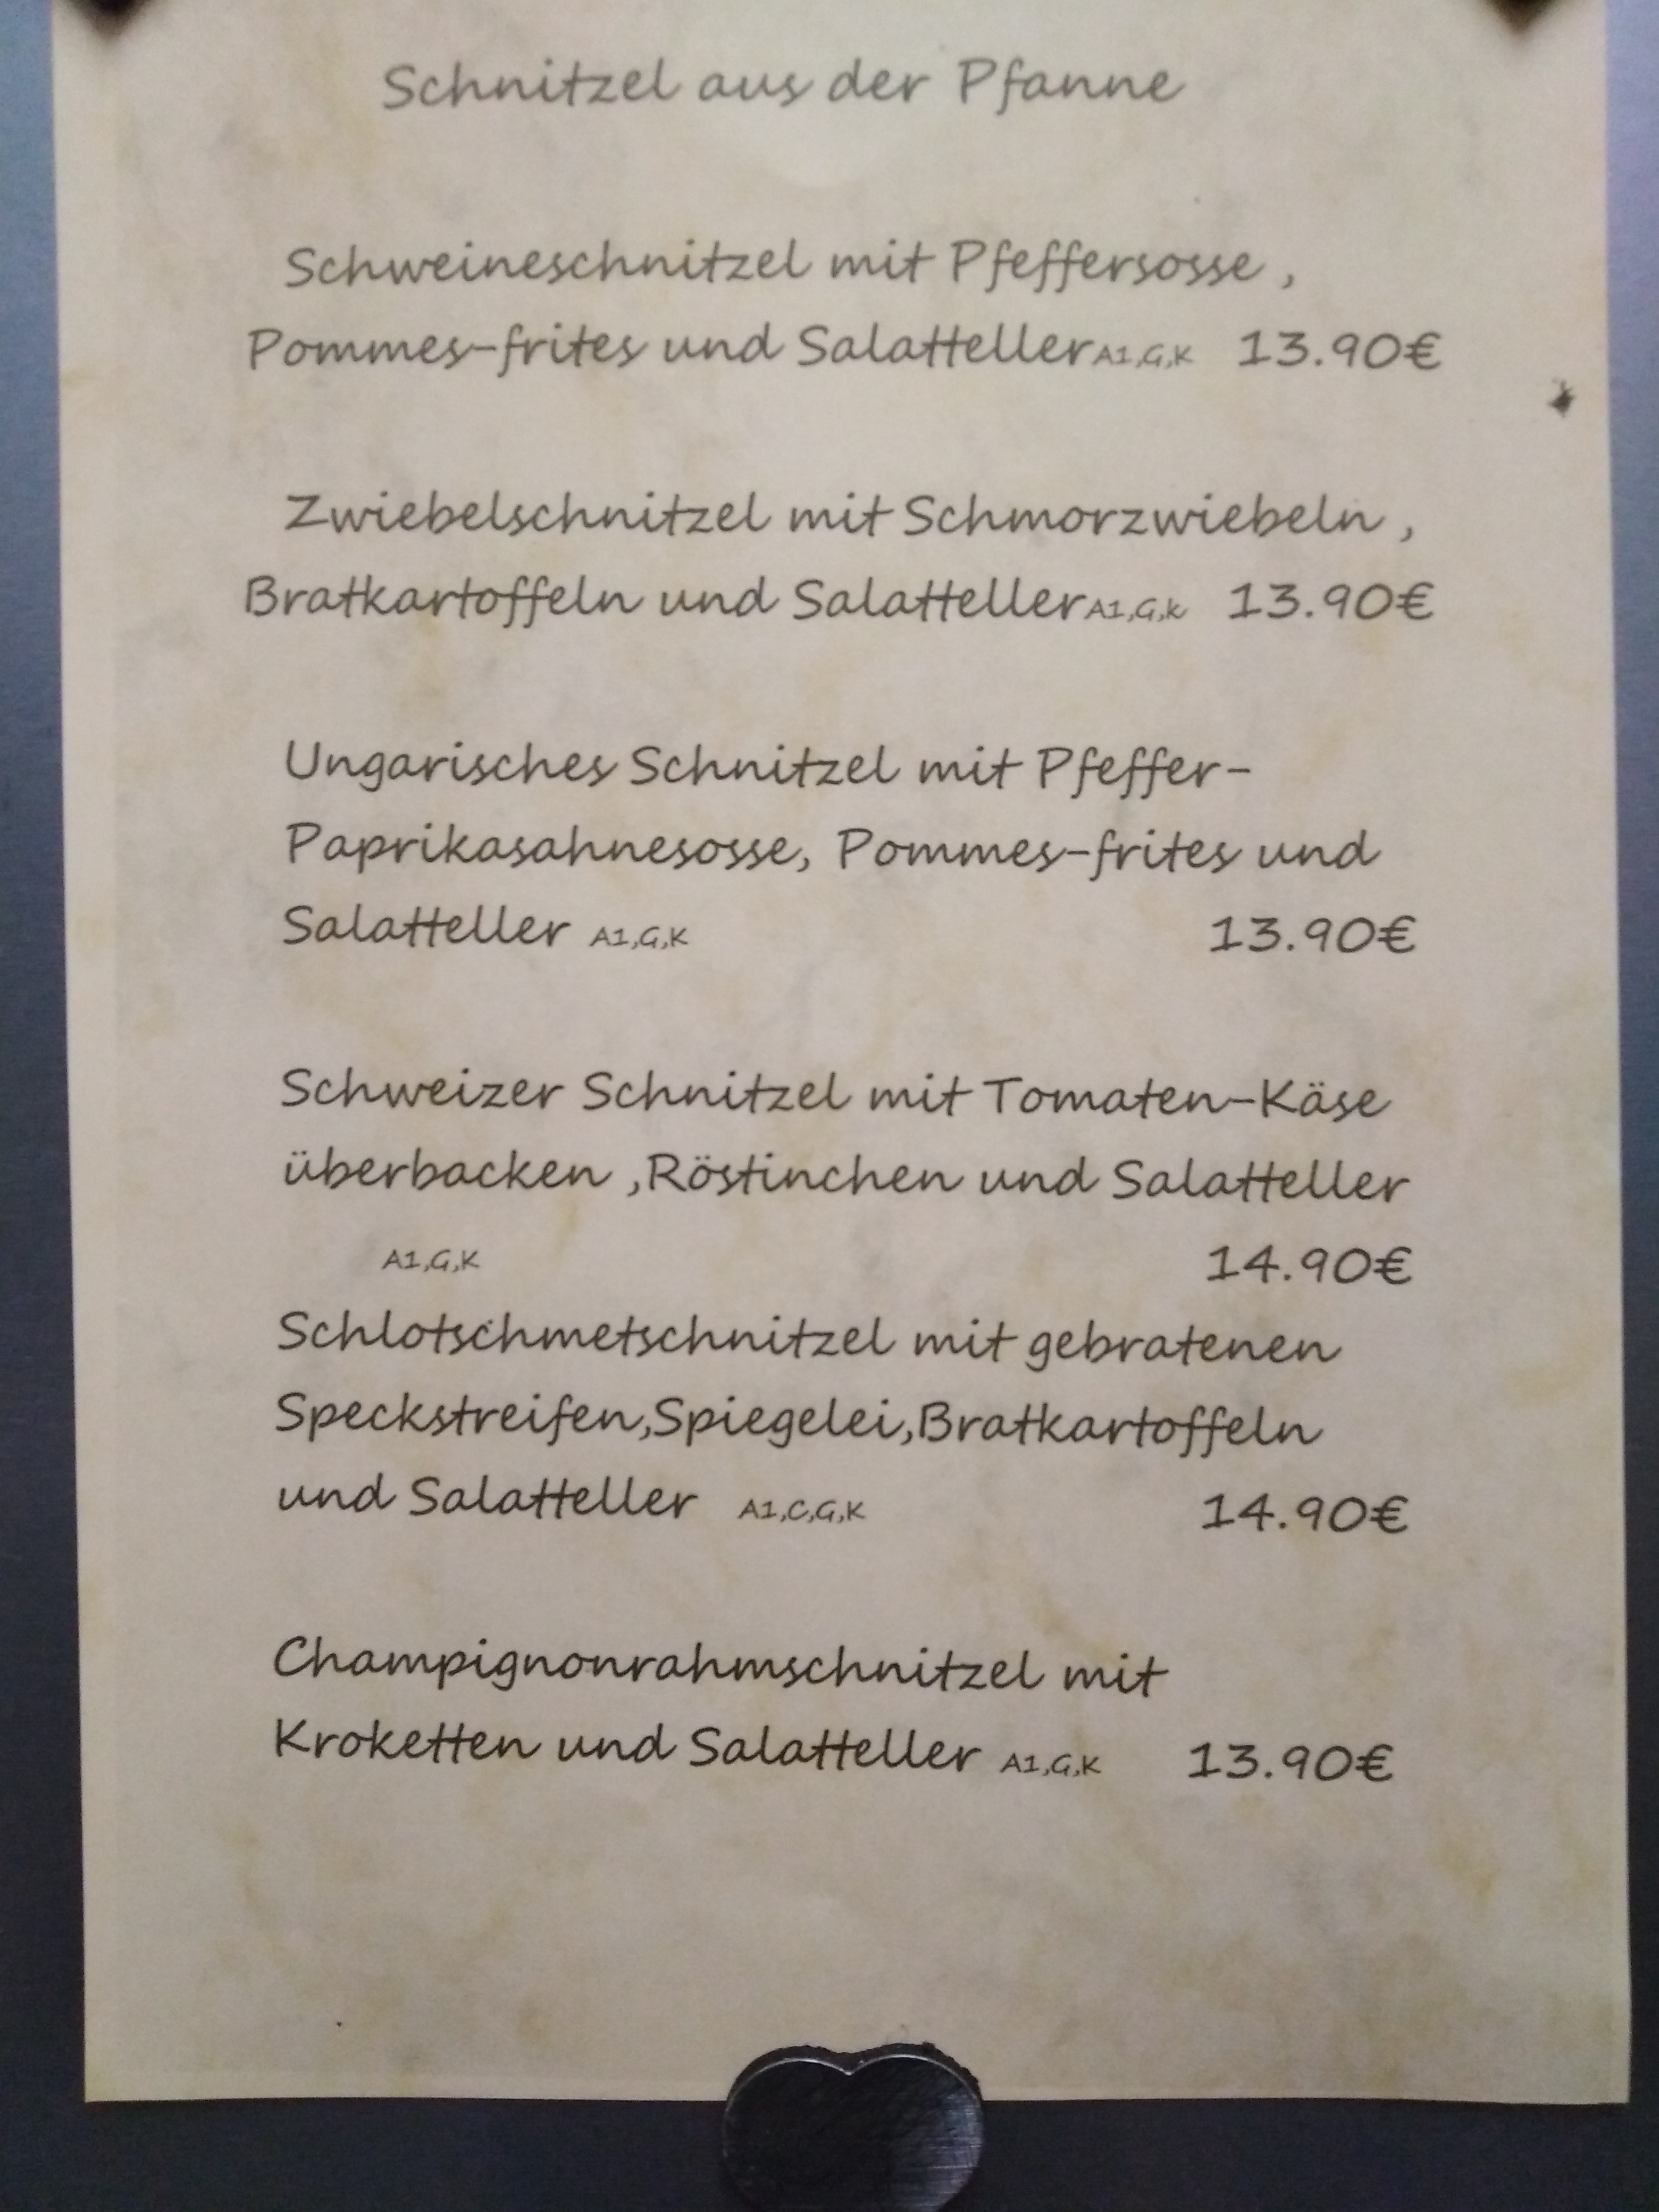 Schnitzel aus der Pfanne
Schweineschnitzel mit Pfeffersosse ,
Pommes-frites und SalattellerA1,G,K 13.90€
Zwiebelschnitzel mit Schmorzwiebeln ,
Bratkartoffeln und SalattellerA1,G,K 13.90€
Ungarisches Schnitzel mit Pfeffer-
Paprikasahnesosse, Pommes-frites und
Salatteller A1,G,K 13.90€
Schweizer Schnitzel mit Tomaten-Käse
überbacken ,Röstinchen und Salatteller
A1,G,K 14.90€
Schlotschmetschnitzel mit gebratenen
Speckstreifen,Spiegelei,Bratkartoffeln
und Salatteller A1,C,G,K 14.90€
Champignonrahmschnitzel mit
Kroketten und Salatteller A1,G,K 13.90€